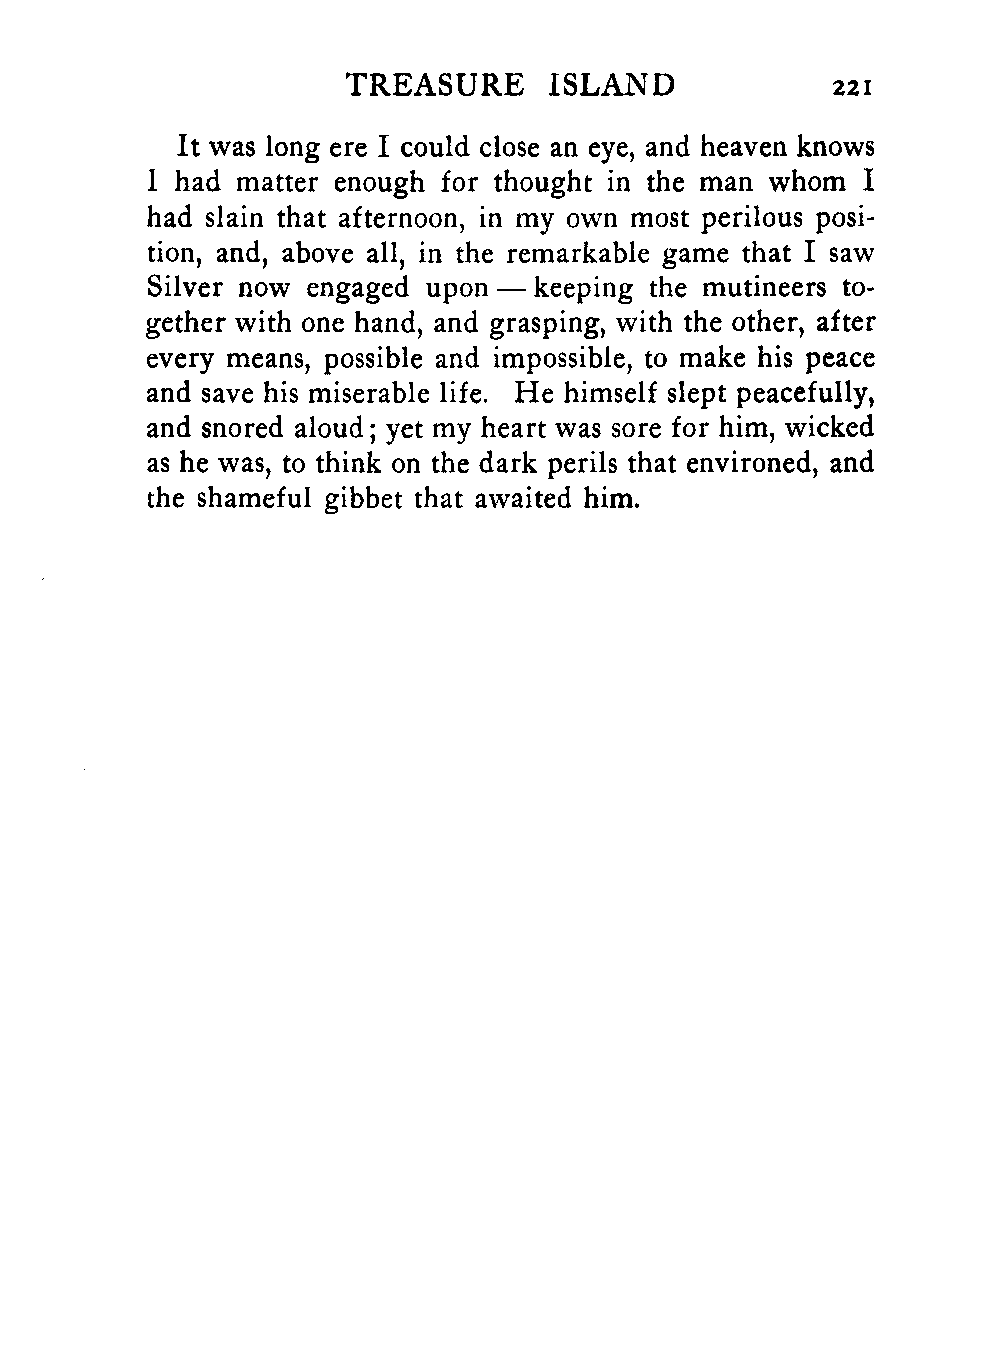 TREASURE ISLAND 221
It was long ere I could close an eye, and heaven knows
I had matter enough for thought in the man whom I
had slain that afternoon, in my own most perilous posi-
tion, and, above all, in the remarkable game that I saw
Silver now engaged upon — keeping the mutineers to-
gether with one hand, and grasping, with the other, after
every means, possible and impossible, to make his peace
and save his miserable life. He himself slept peacefully,
and snored aloud; yet my heart was sore for him, wicked
as he was, to think on the dark perils that environed, and
the shameful gibbet that awaited him.